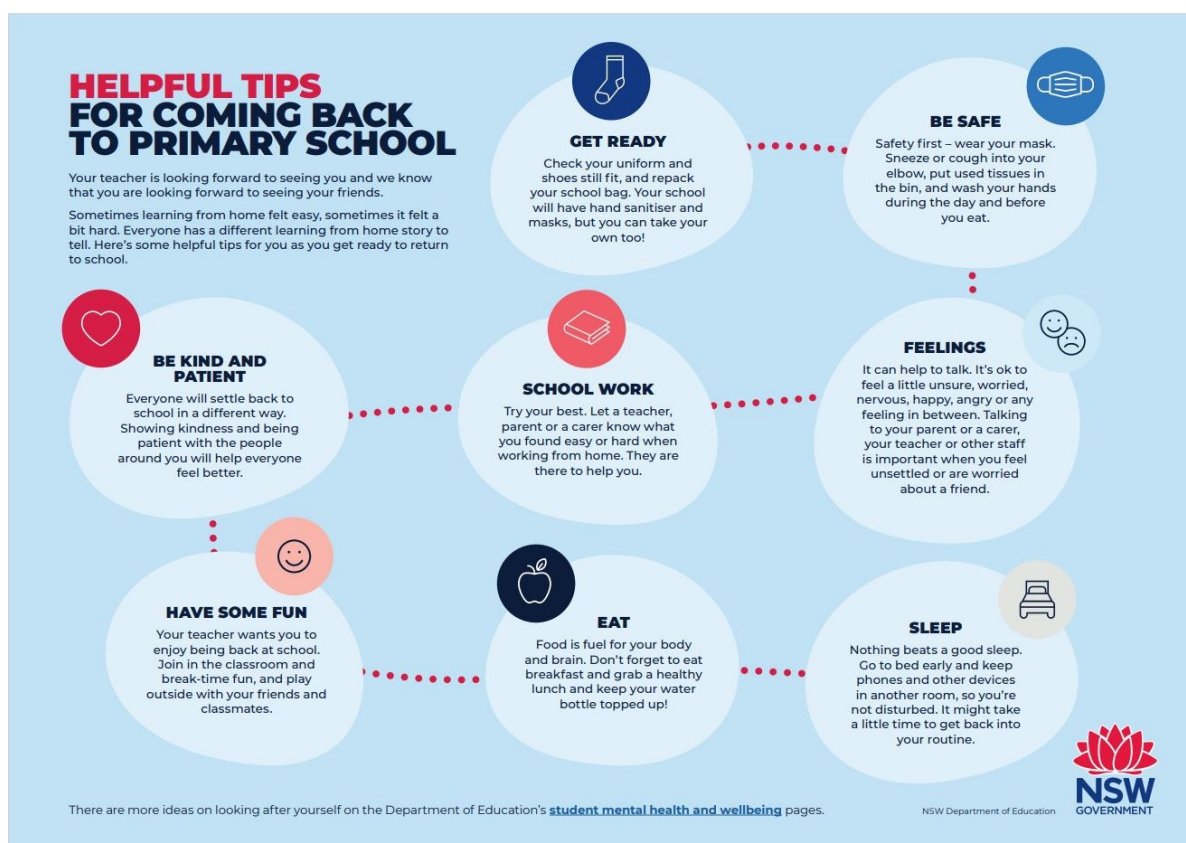 HELPFUL TIPS
FOR COMING BACK
TO PRIMARY SCHOOL
Your teacher is looking forward to seeing you and we know
that you are looking forward to seeing your friends.
Sometimes learning from home felt easy, sometimes it felt a
bit hard. Everyone has a different learning from home story to
tell. Here's some helpful tips for you as you get ready to return
to school.
GET READY
Check your uniform and
shoes still fit, and repack
your school bag. Your school
will have hand sanitiser and
masks, but you can take your
own too!
BE SAFE
Safety first – wear your mask.
Sneeze or cough into your
elbow, put used tissues in
the bin, and wash your hands
during the day and before
you eat.
FEELINGS
It can help to talk. It's ok to
feel a little unsure, worried,
nervous, happy, angry or any
feeling in between. Talking
to your parent or a carer,
your teacher or other staff
is important when you feel
unsettled or are worried
about a friend.
SCHOOL WORK
Try your best. Let a teacher,
parent or a carer know what
you found easy or hard when
working from home. They are
there to help you.
BE KIND AND
PATIENT
Everyone will settle back to
school in a different way.
Showing kindness and being
patient with the people
around you will help everyone
feel better.
HAVE SOME FUN
Your teacher wants you to
enjoy being back at school.
Join in the classroom and
break-time fun, and play
outside with your friends and
classmates.
EAT
Food is fuel for your body
and brain. Don't forget to eat
breakfast and grab a healthy
lunch and keep your water
bottle topped up!
SLEEP
Nothing beats a good sleep.
Go to bed early and keep
phones and other devices
in another room, so you're
not disturbed. It might take
a little time to get back into
your routine.
There are more ideas on looking after yourself on the Department of Education's student mental health and wellbeing pages.
NSW Department of Education
NSW
GOVERNMENT